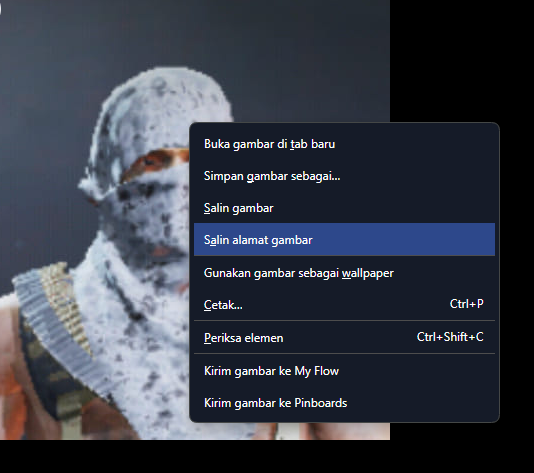 Buka gambar di tab baru
Simpan gambar sebagai...
Salin gambar
Salin alamat gambar
Gunakan gambar sebagai wallpaper
Cetak... Ctrl+P
Periksa elemen Ctrl+Shift+C
Kirim gambar ke My Flow
Kirim gambar ke Pinboards